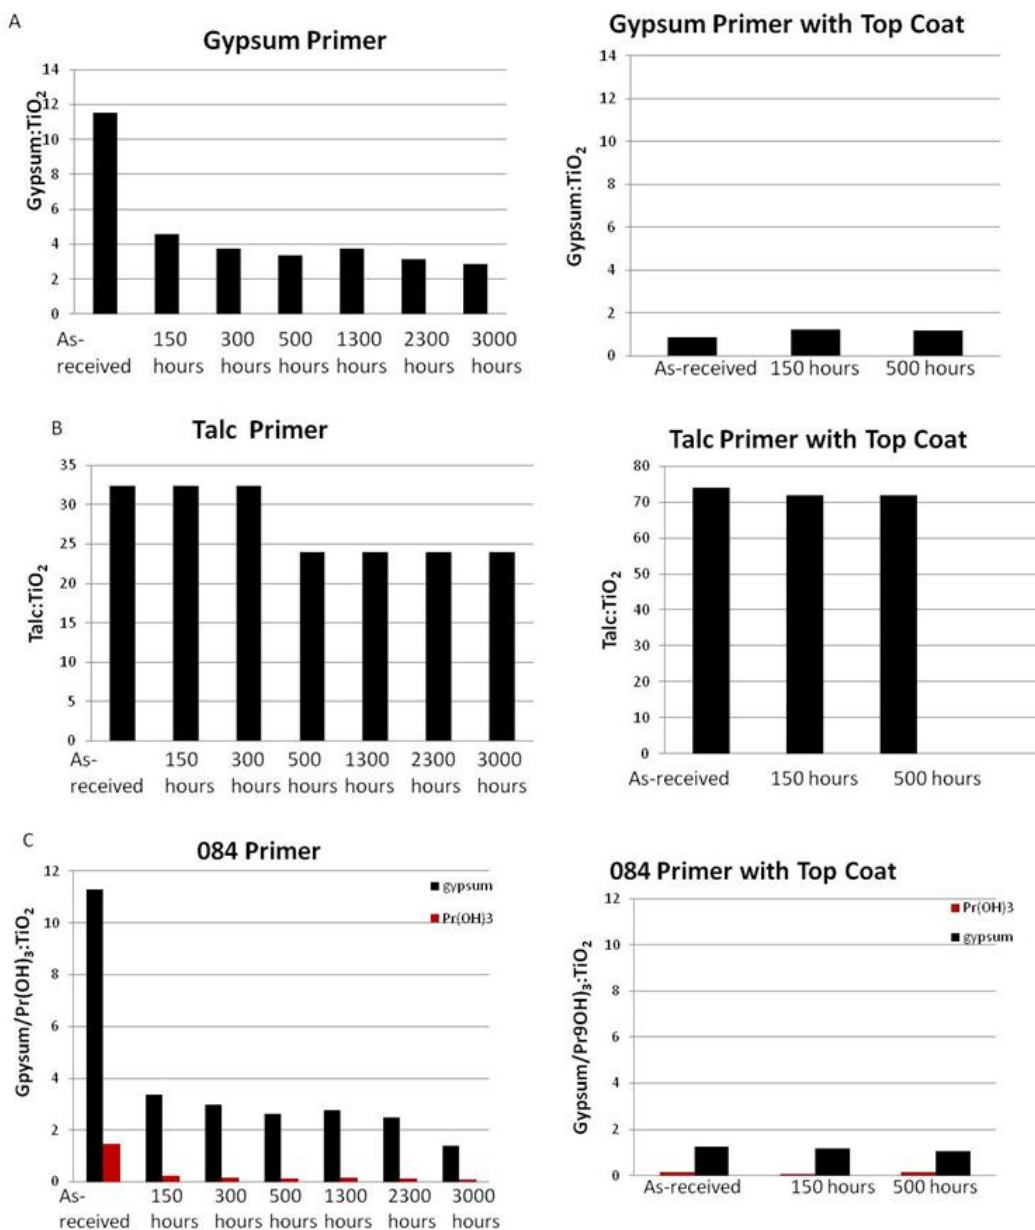 A
Gypsum Primer
Gypsum:TiO₂
14
12
10
8
6
4
2
0
As-received
150 hours
300 hours
500 hours
1300 hours
2300 hours
3000 hours
Gypsum Primer with Top Coat
Gypsum:TiO₂
14
12
10
8
6
4
2
0
As-received
150 hours
500 hours
B
Talc Primer
Talc:TiO₂
35
30
25
20
15
10
5
0
As-received
150 hours
300 hours
500 hours
1300 hours
2300 hours
3000 hours
Talc Primer with Top Coat
Talc:TiO₂
80
70
60
50
40
30
20
10
0
As-received
150 hours
500 hours
C
084 Primer
Gpysum/Pr(OH)₃:TiO₂
12
10
8
6
4
2
0
gypsum
Pr(OH)3
As-received
150 hours
300 hours
500 hours
1300 hours
2300 hours
3000 hours
084 Primer with Top Coat
Gypsum/Pr9OH)₃:TiO₂
12
10
8
6
4
2
0
Pr(OH)3
gypsum
As-received
150 hours
500 hours